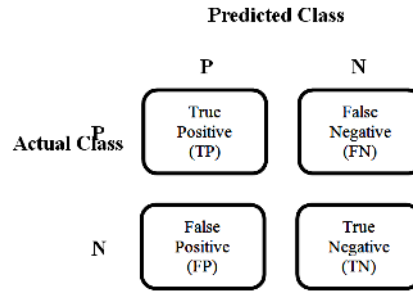 Predicted Class
P N
True
Positive
(TP)
False
Negative
(FN)
P
Actual Class
False
Positive
(FP)
True
Negative
(TN)
N